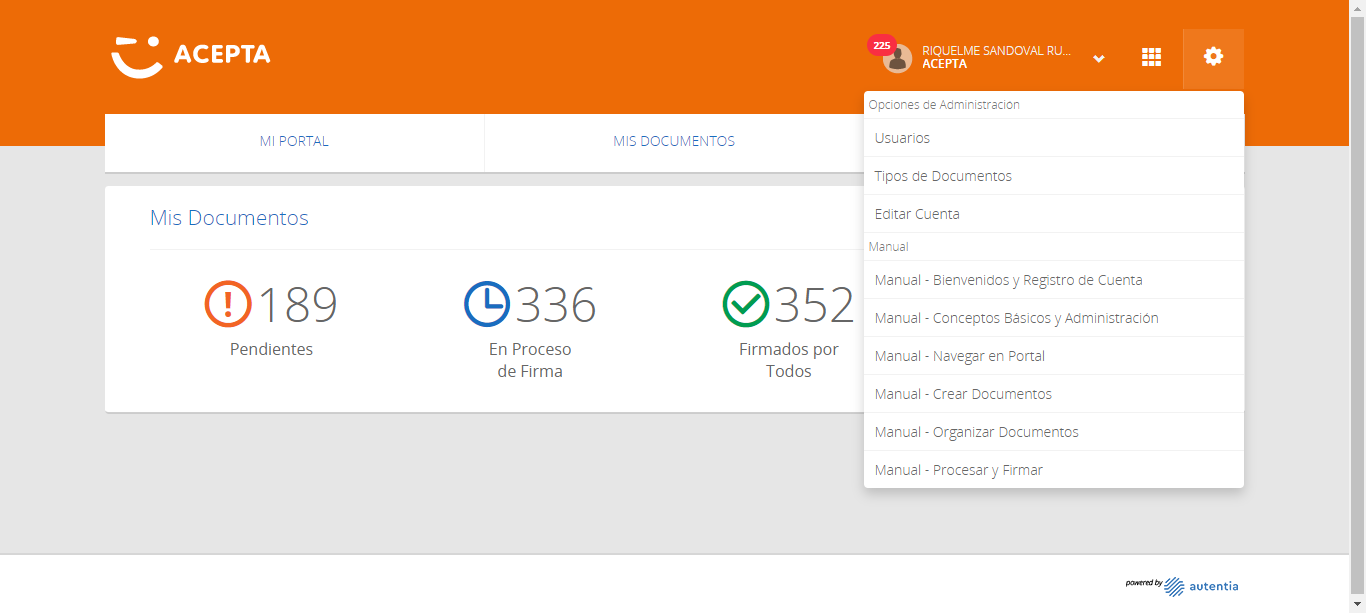 ACEPTA
225
RIQUELME SANDOVAL RU...
ACEPTA
MI PORTAL
MIS DOCUMENTOS
Mis Documentos
189
Pendientes
336
En Proceso
de Firma
352
Firmados por
Todos
Opciones de Administración
Usuarios
Tipos de Documentos
Editar Cuenta
Manual
Manual - Bienvenidos y Registro de Cuenta
Manual - Conceptos Básicos y Administración
Manual - Navegar en Portal
Manual - Crear Documentos
Manual - Organizar Documentos
Manual - Procesar y Firmar
powered by autentia